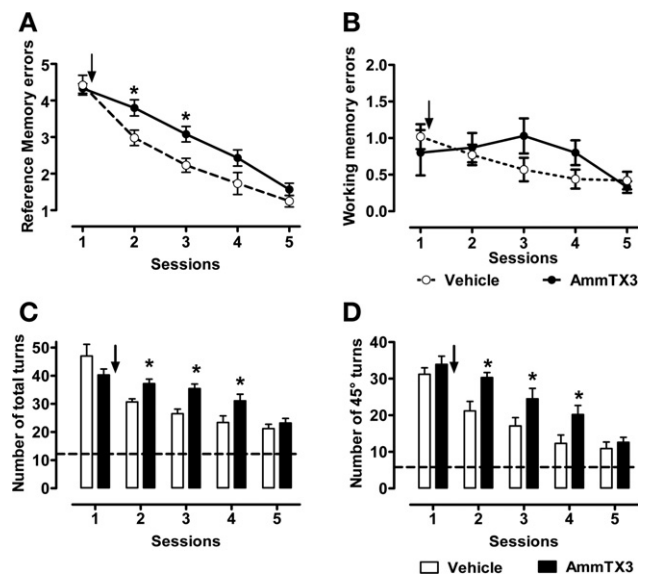 A
Reference Memory errors
5
4
3
2
1
* *
1 2 3 4 5
Sessions
B
Working memory errors
2.0
1.5
1.0
0.5
0.0
1 2 3 4 5
Sessions
Vehicle AmmTX3
C
Number of total turns
50
40
30
20
10
0
* * *
1 2 3 4 5
Sessions
D
Number of 45° turns
40
30
20
10
0
* * *
1 2 3 4 5
Sessions
Vehicle AmmTX3